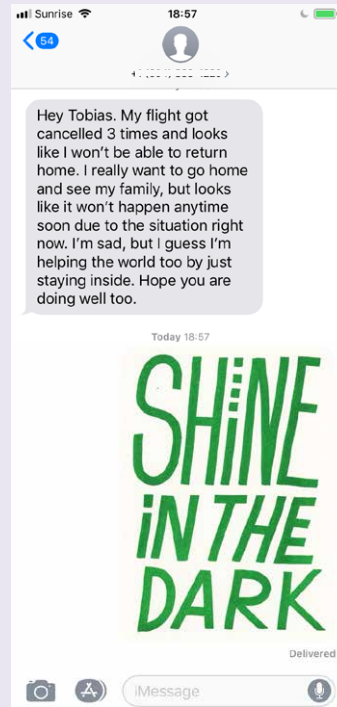 Sunrise 18:57
54
Hey Tobias. My flight got
cancelled 3 times and looks
like I won't be able to return
home. I really want to go home
and see my family, but looks
like it won't happen anytime
soon due to the situation right
now. I'm sad, but I guess I'm
helping the world too by just
staying inside. Hope you are
doing well too.
Today 18:57
SHiNE
iN THE
DARK
Delivered
iMessage